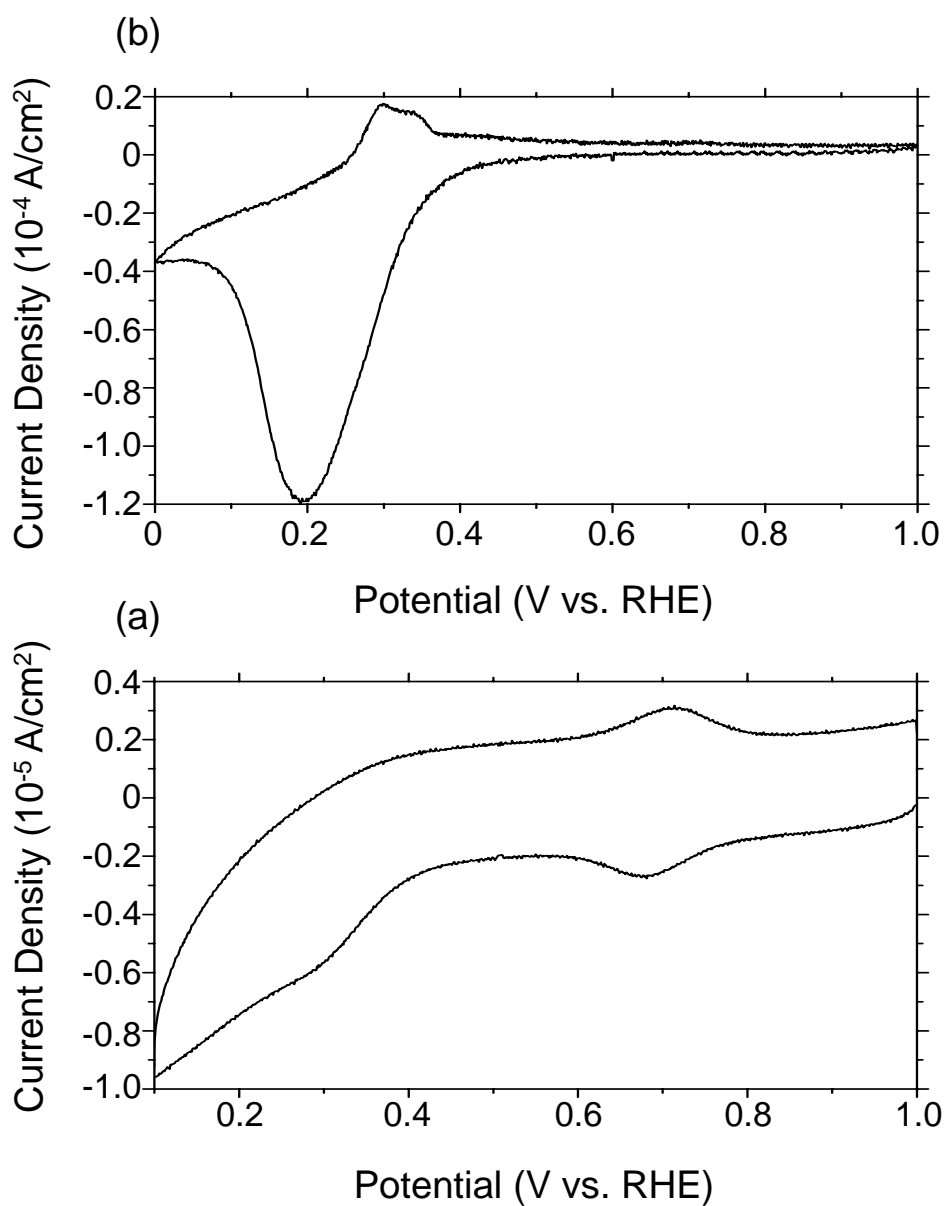 (b)
Current Density (10⁻⁴ A/cm²)
0.2
0
-0.2
-0.4
-0.6
-0.8
-1.0
-1.2
0 0.2 0.4 0.6 0.8 1.0
Potential (V vs. RHE)
(a)
Current Density (10⁻⁵ A/cm²)
0.4
0.2
0
-0.2
-0.4
-0.6
-0.8
-1.0
0.2 0.4 0.6 0.8 1.0
Potential (V vs. RHE)